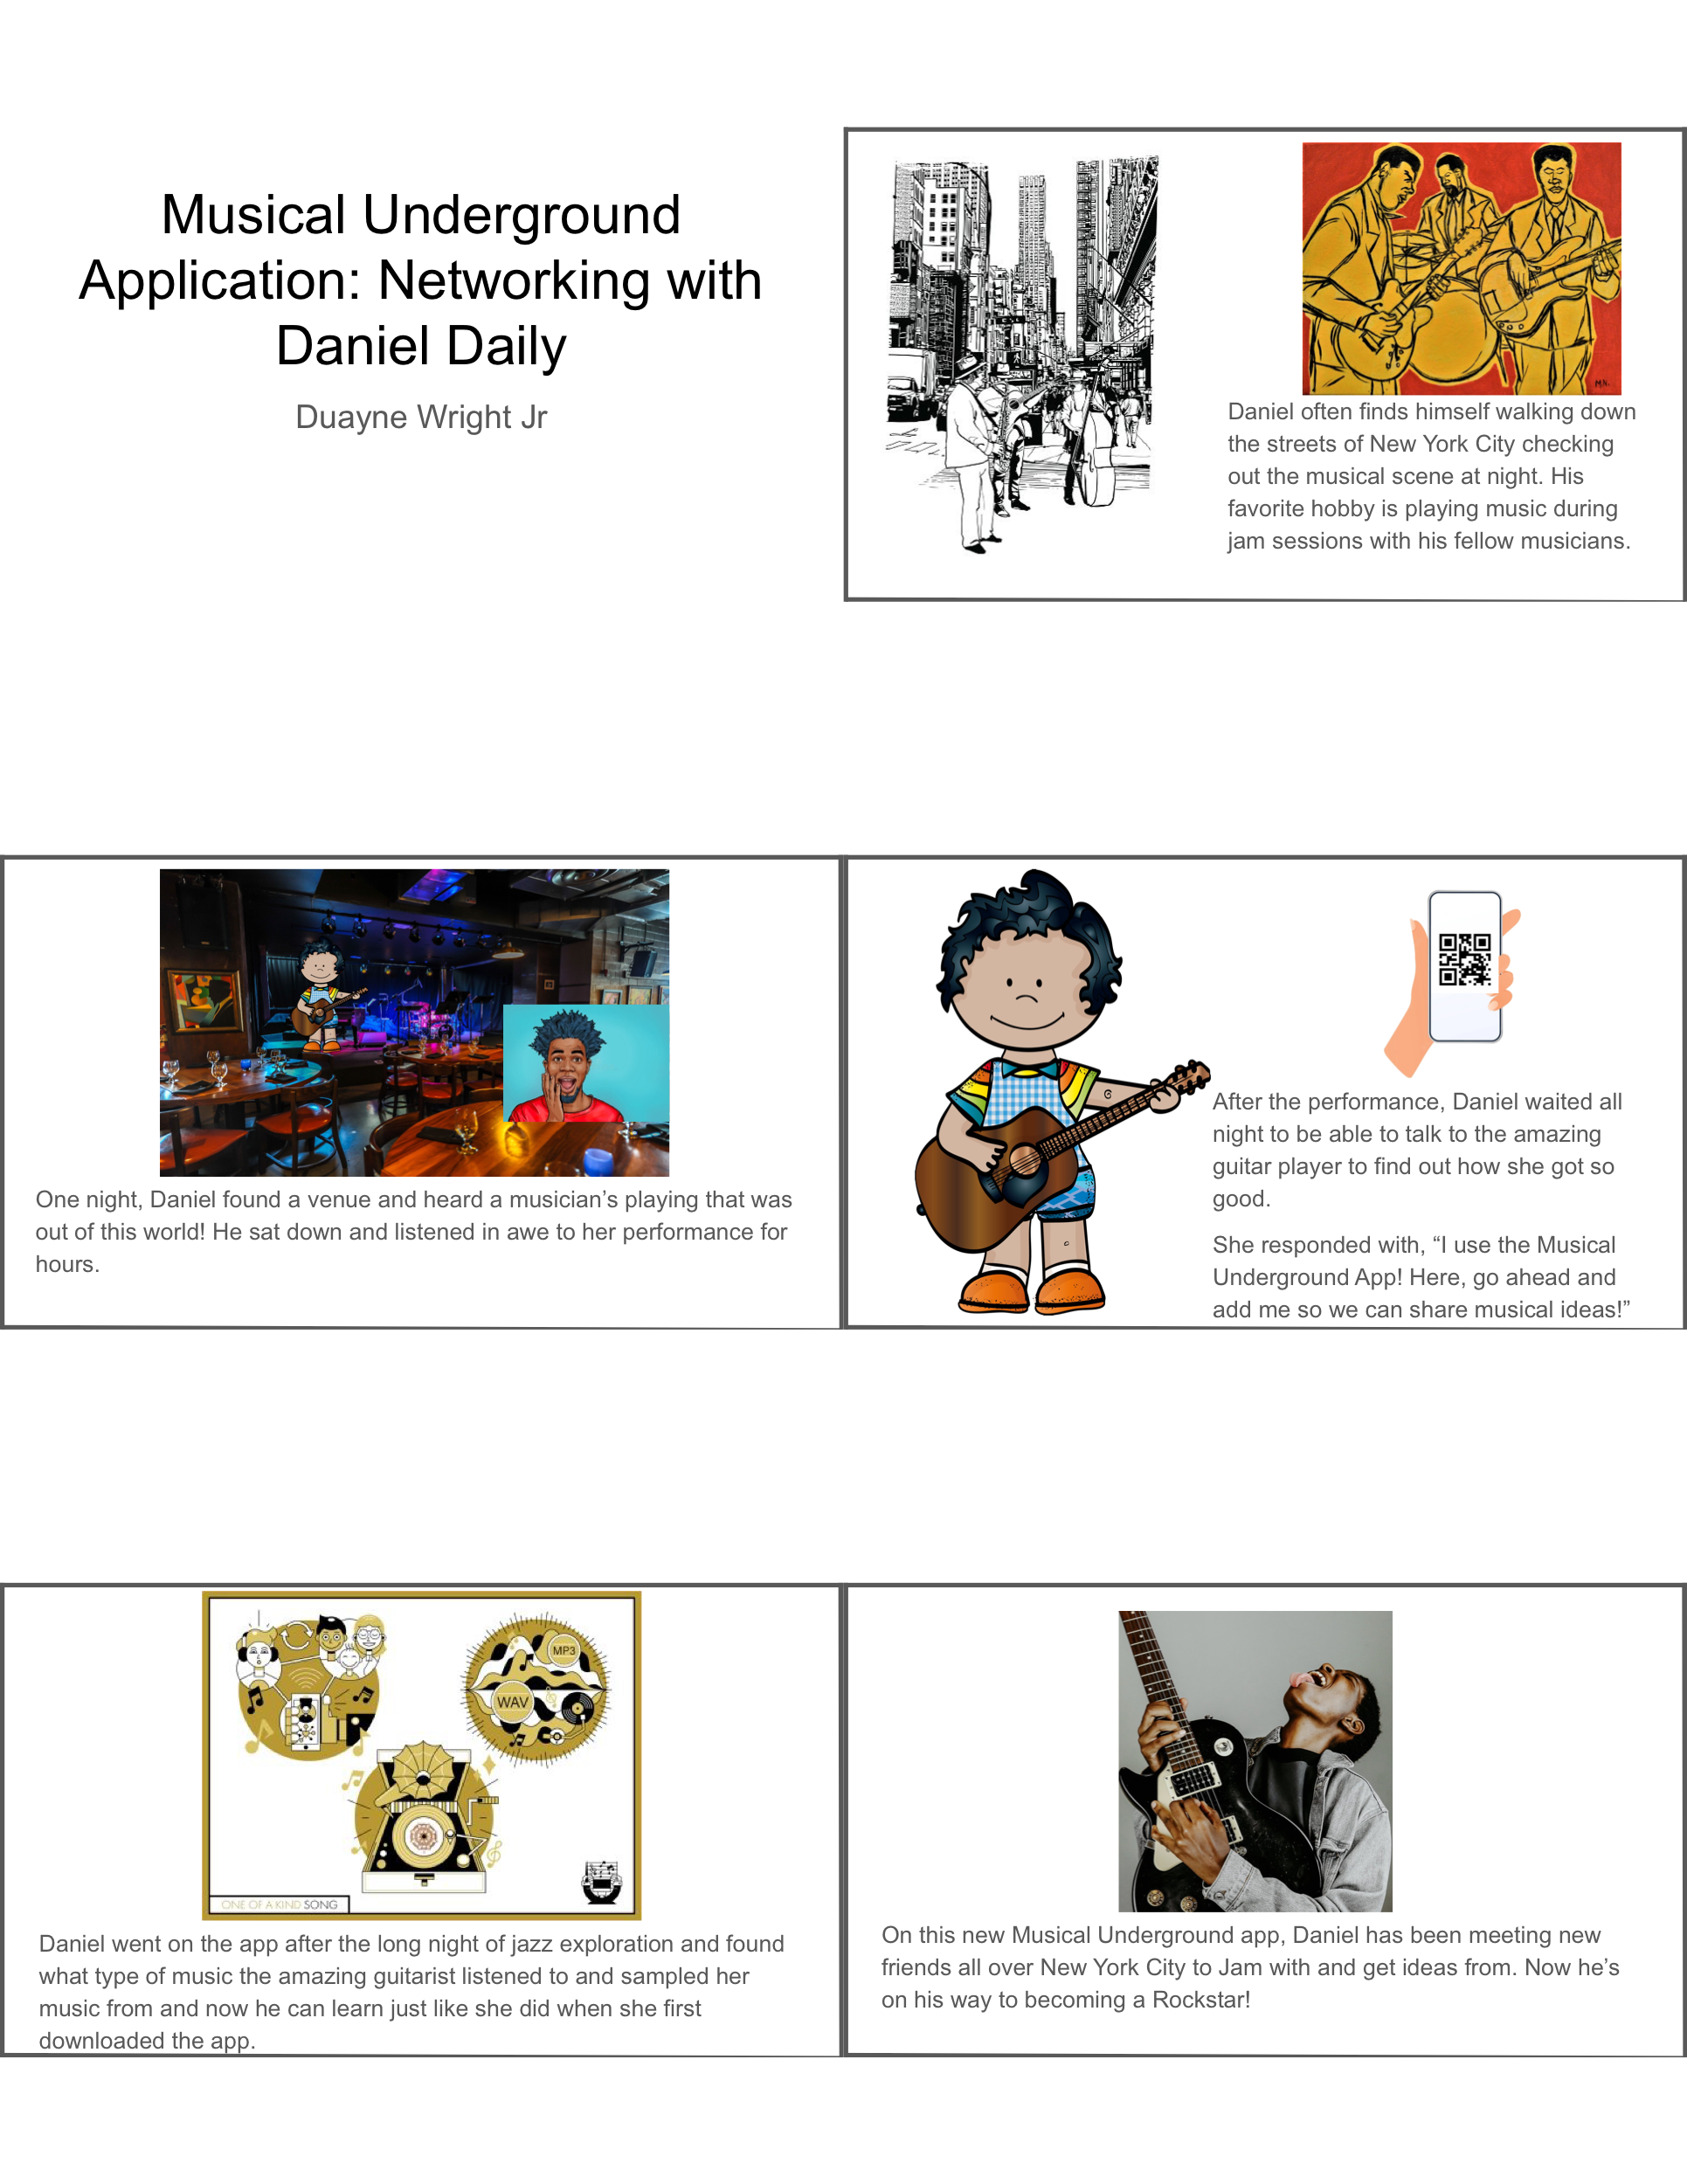 Musical Underground
Application: Networking with
Daniel Daily
Duayne Wright Jr
M.N.
Daniel often finds himself walking down
the streets of New York City checking
out the musical scene at night. His
favorite hobby is playing music during
jam sessions with his fellow musicians.
One night, Daniel found a venue and heard a musician’s playing that was
out of this world! He sat down and listened in awe to her performance for
hours.
After the performance, Daniel waited all
night to be able to talk to the amazing
guitar player to find out how she got so
good.
She responded with, “I use the Musical
Underground App! Here, go ahead and
add me so we can share musical ideas!”
MP3
WAV
ONE OF A KIND SONG
Daniel went on the app after the long night of jazz exploration and found
what type of music the amazing guitarist listened to and sampled her
music from and now he can learn just like she did when she first
downloaded the app.
On this new Musical Underground app, Daniel has been meeting new
friends all over New York City to Jam with and get ideas from. Now he’s
on his way to becoming a Rockstar!